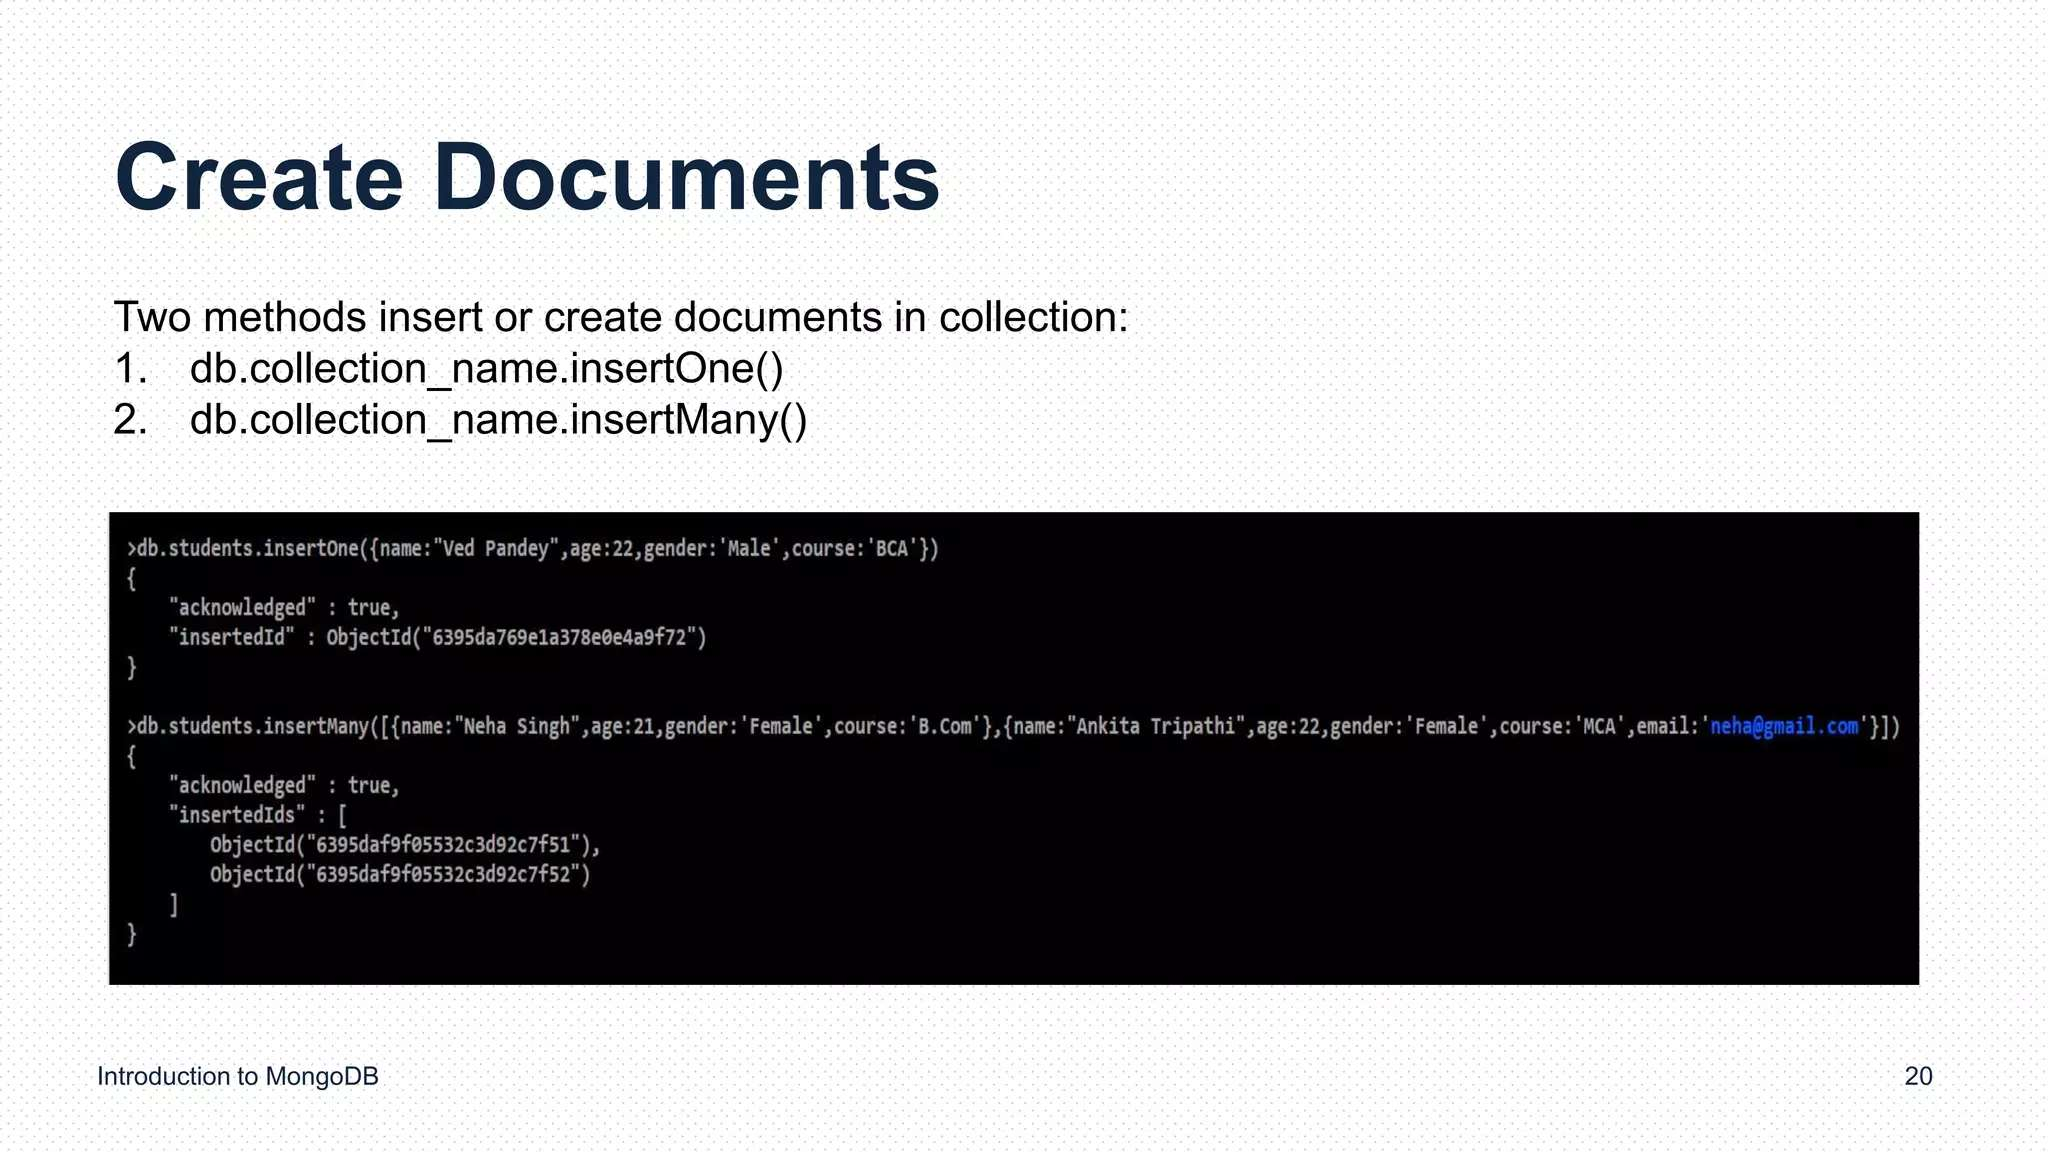 Create Documents
Two methods insert or create documents in collection:
1. db.collection_name.insertOne()
2. db.collection_name.insertMany()
>db.students.insertOne({name:"Ved Pandey",age:22,gender:'Male',course:'BCA'})
{
"acknowledged" : true,
"insertedId" : ObjectId("6395da769e1a378e0e4a9f72")
}
>db.students.insertMany([{name:"Neha Singh",age:21,gender:'Female',course:'B.Com'},{name:"Ankita Tripathi",age:22,gender:'Female',course:'MCA',email:'neha@gmail.com'}])
{
"acknowledged" : true,
"insertedIds" : [
ObjectId("6395daf9f05532c3d92c7f51"),
ObjectId("6395daf9f05532c3d92c7f52")
]
}
Introduction to MongoDB
20